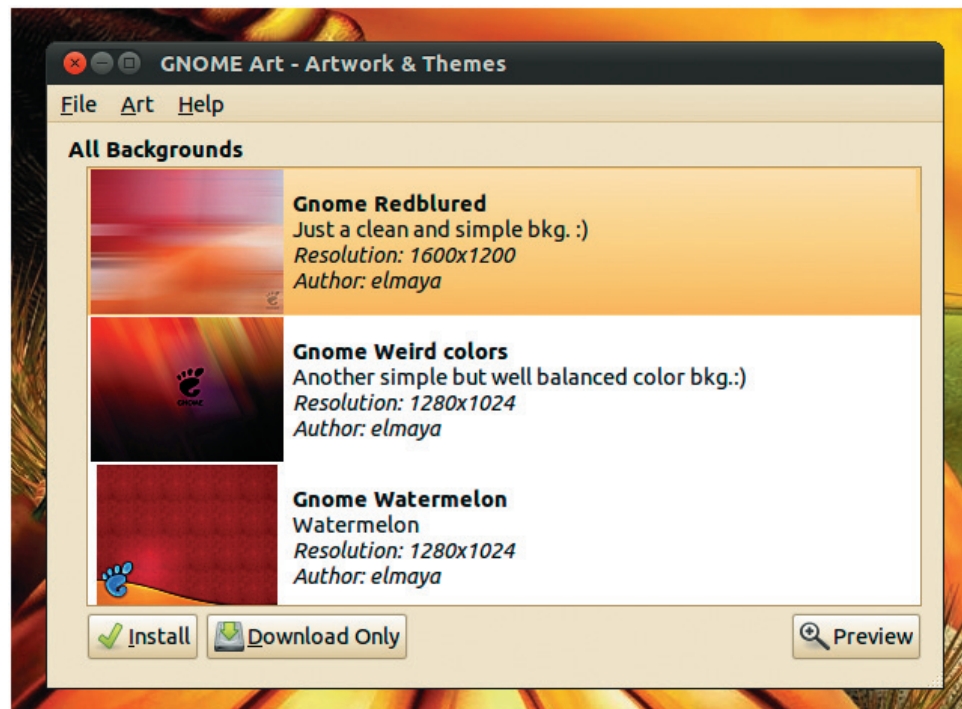 GNOME Art - Artwork & Themes
File Art Help
All Backgrounds
Gnome Redblured
Just a clean and simple bkg. :)
Resolution: 1600x1200
Author: elmaya
GNOME
Gnome Weird colors
Another simple but well balanced color bkg.:)
Resolution: 1280x1024
Author: elmaya
Gnome Watermelon
Watermelon
Resolution: 1280x1024
Author: elmaya
Install Download Only Preview